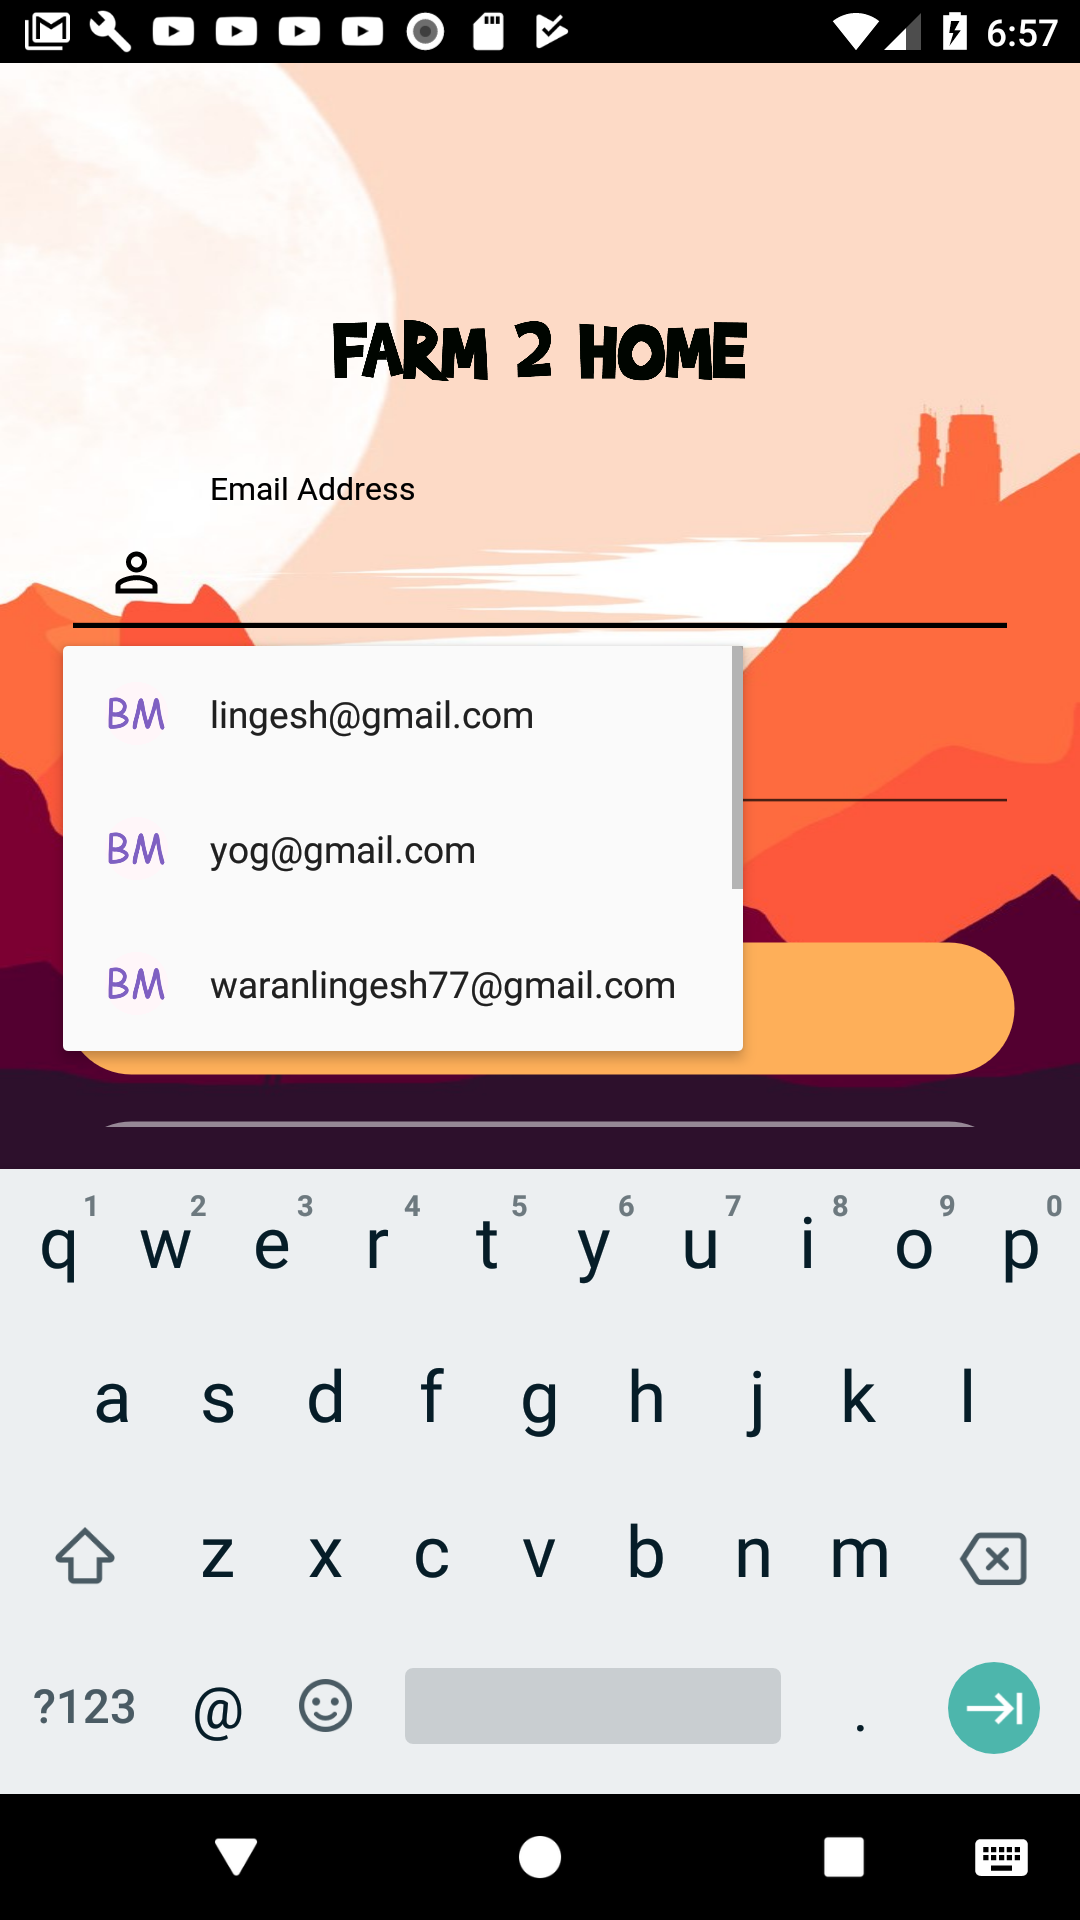 6:57
FARM 2 HOME
Email Address
BM lingesh@gmail.com
BM yog@gmail.com
BM waranlingesh77@gmail.com
1 2 3 4 5 6 7 8 9 0
q w e r t y u i o p
a s d f g h j k l
z x c v b n m
?123 @ .